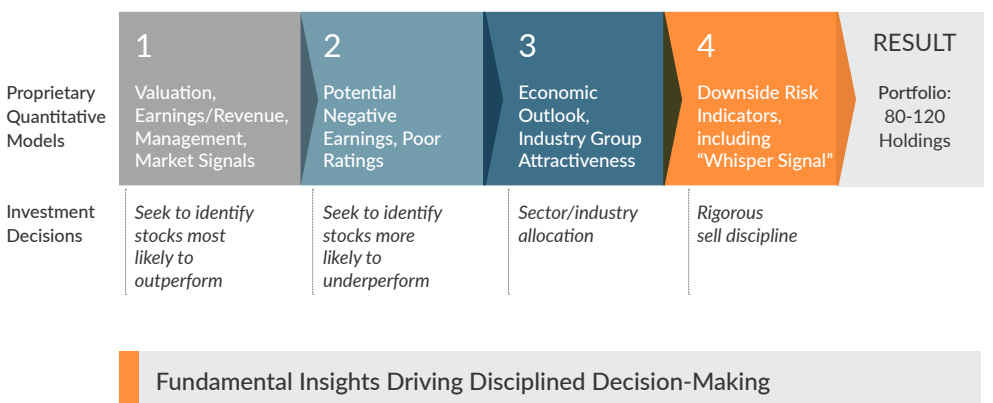 1
2
3
4
RESULT
Proprietary
Quantitative
Models
Valuation,
Earnings/Revenue,
Management,
Market Signals
Potential
Negative
Earnings, Poor
Ratings
Economic
Outlook,
Industry Group
Attractiveness
Downside Risk
Indicators,
including
“Whisper Signal”
Portfolio:
80-120
Holdings
Investment
Decisions
Seek to identify
stocks most
likely to
outperform
Seek to identify
stocks more
likely to
underperform
Sector/industry
allocation
Rigorous
sell discipline
Fundamental Insights Driving Disciplined Decision-Making